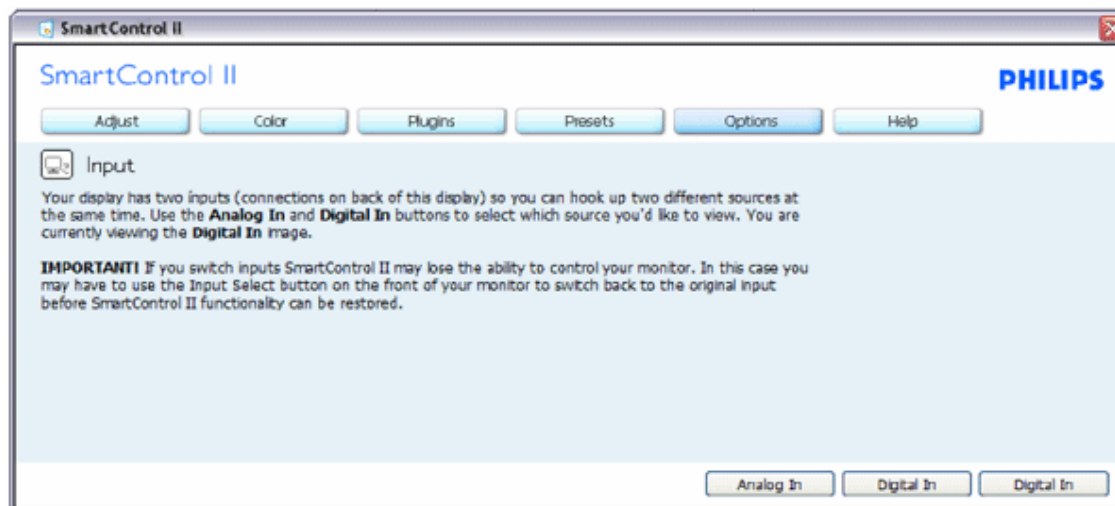 SmartControl II
SmartControl II
PHILIPS
Adjust Color Plugins Presets Options Help
Input
Your display has two inputs (connections on back of this display) so you can hook up two different sources at
the same time. Use the Analog In and Digital In buttons to select which source you'd like to view. You are
currently viewing the Digital In image.
IMPORTANT! If you switch inputs SmartControl II may lose the ability to control your monitor. In this case you
may have to use the Input Select button on the front of your monitor to switch back to the original input
before SmartControl II functionality can be restored.
Analog In Digital In Digital In